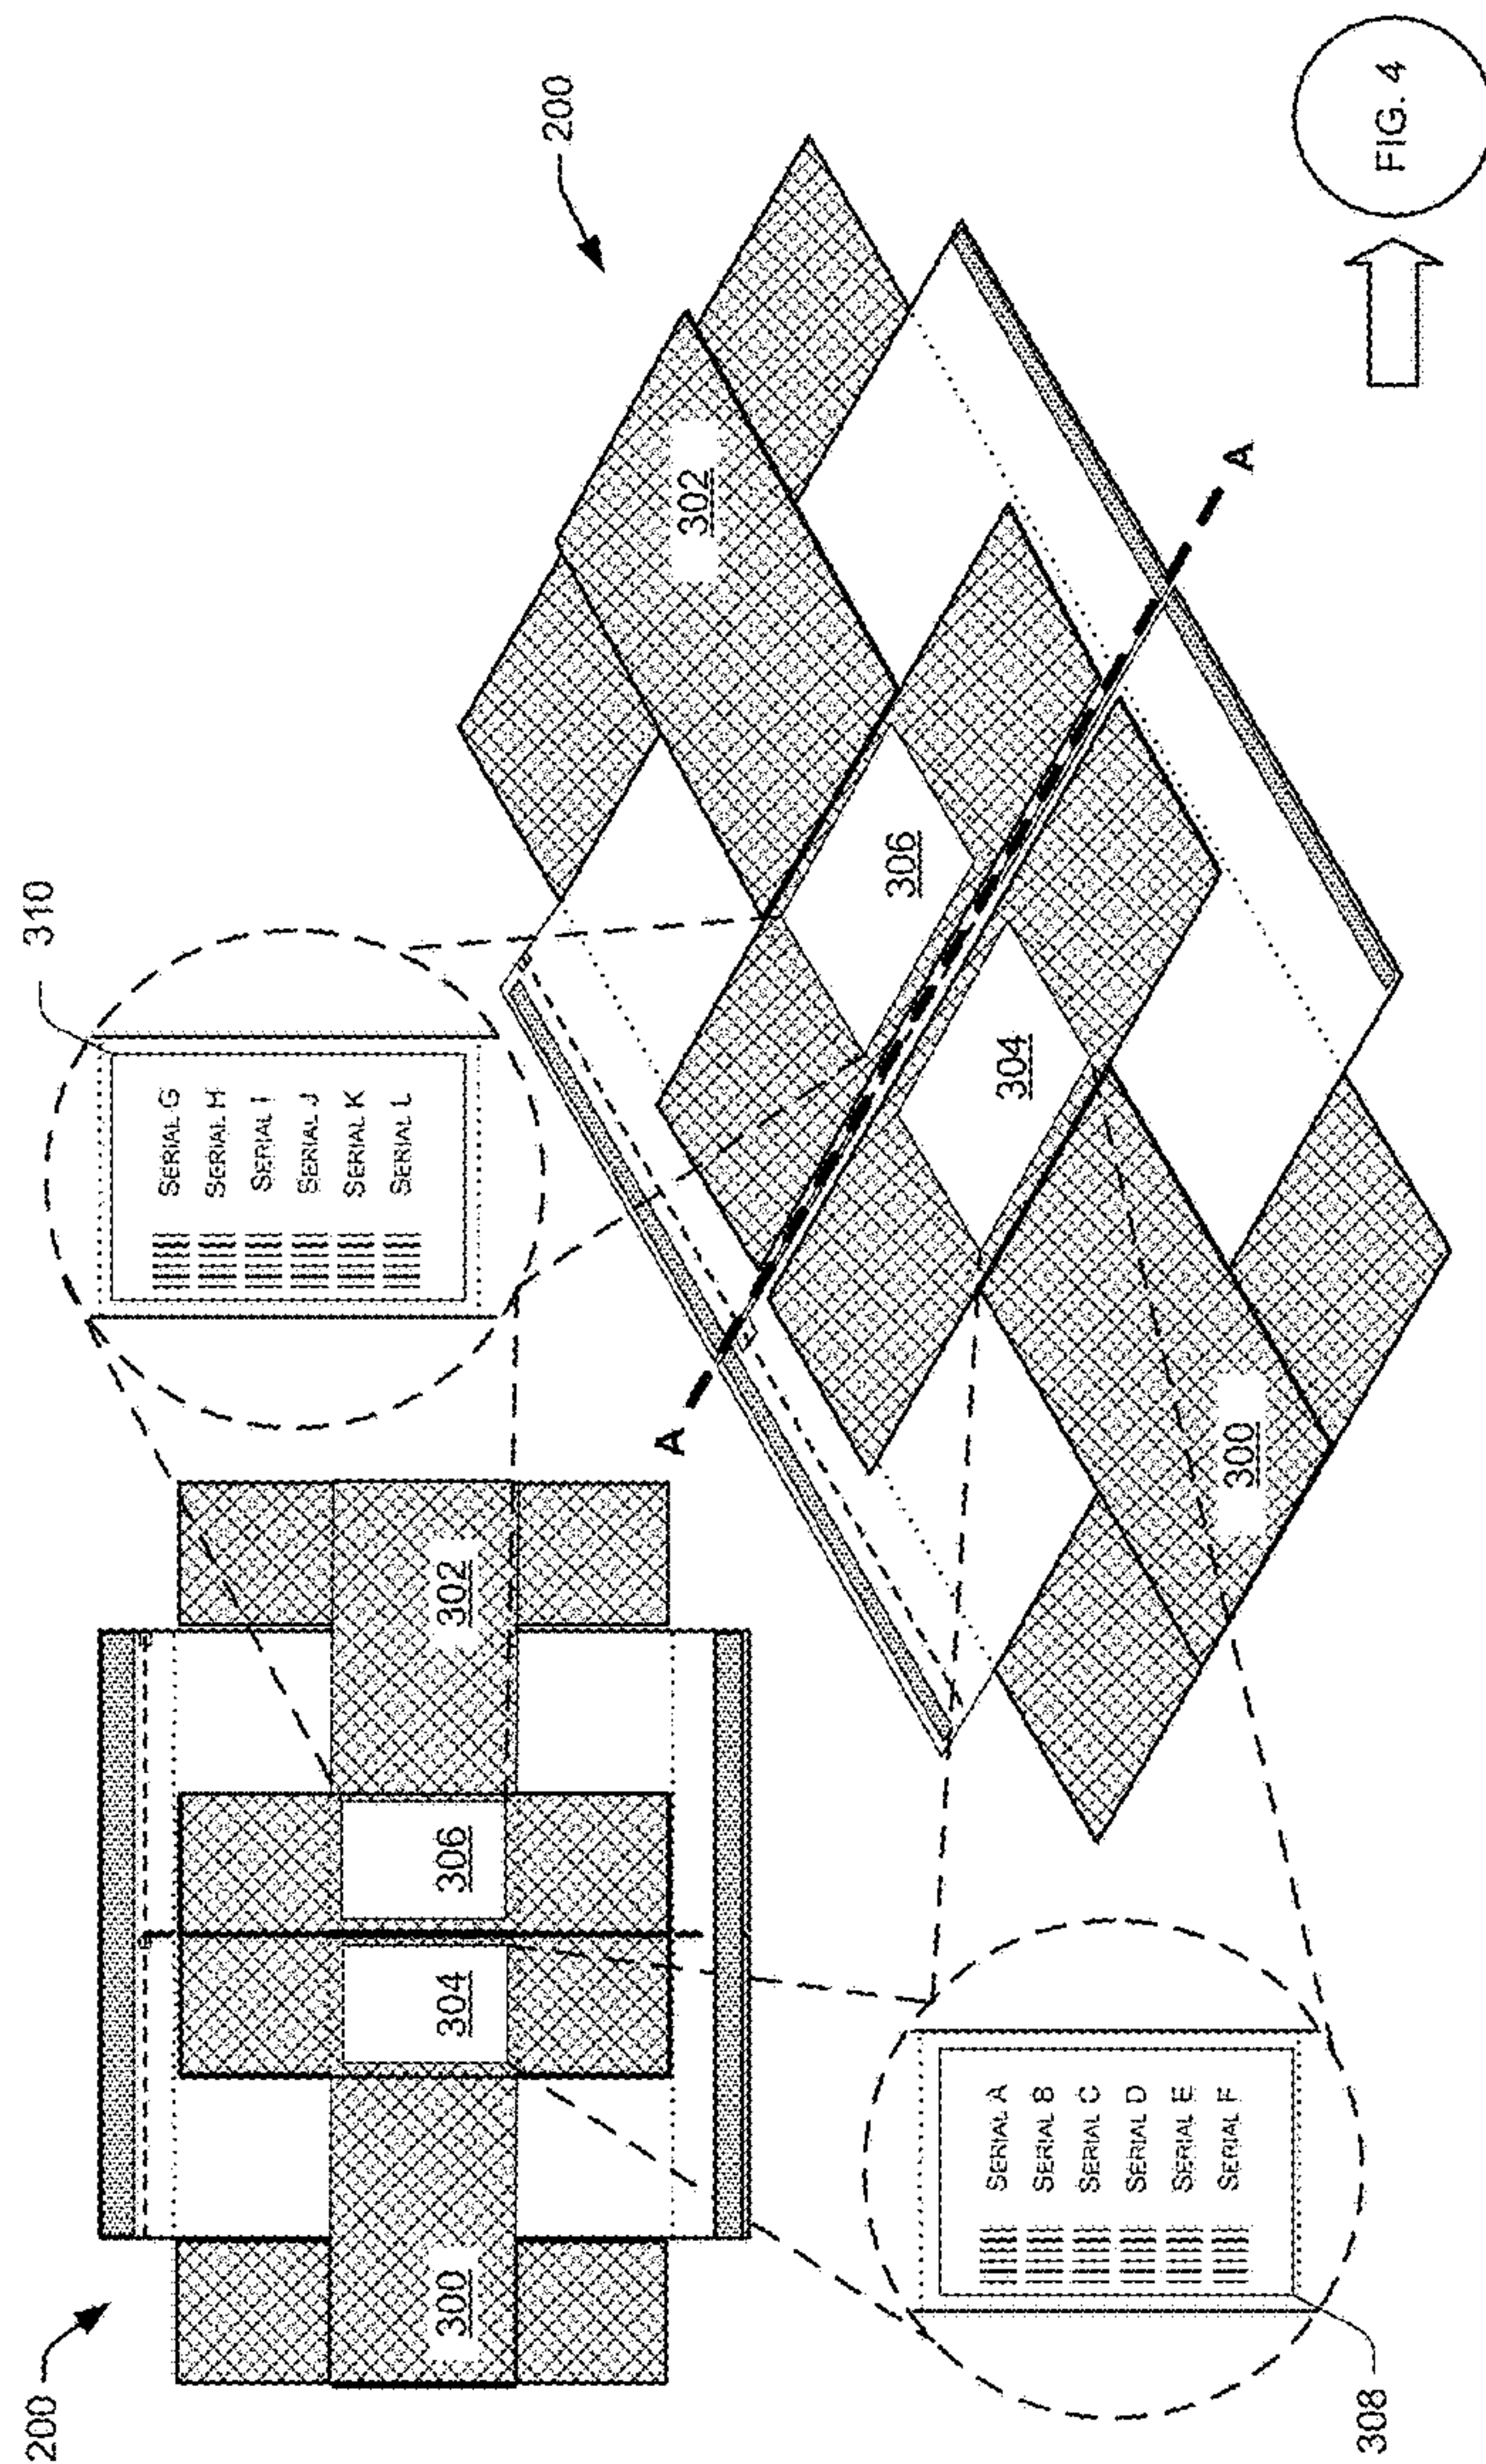 200
300
304
306
302
310
SERIAL G
SERIAL H
SERIAL I
SERIAL J
SERIAL K
SERIAL L
308
SERIAL A
SERIAL B
SERIAL C
SERIAL D
SERIAL E
SERIAL F
200
302
306
304
300
A
A
FIG. 4